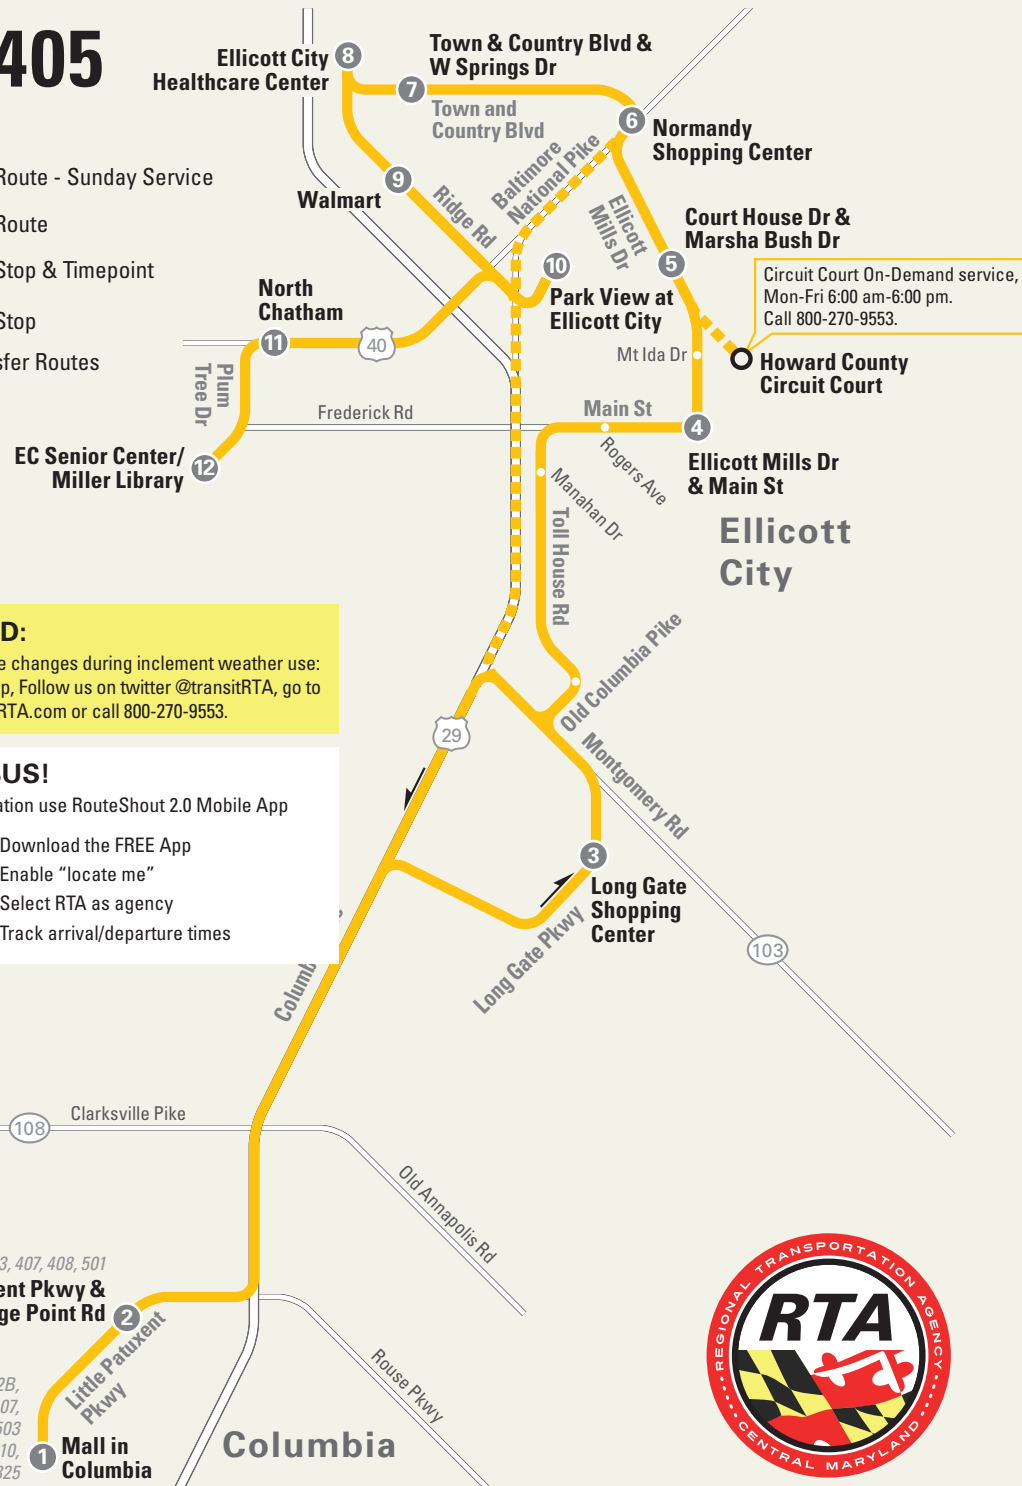 405
Ellicott City
Healthcare Center
8
Town & Country Blvd &
W Springs Dr
7
Town and
Country Blvd
6
Normandy
Shopping Center
Route - Sunday Service
Route
Stop & Timepoint
Stop
sfer Routes
9
Walmart
Ridge Rd
Baltimore
National Pike
Ellicott
Mills Dr
Court House Dr &
Marsha Bush Dr
5
10
Park View at
Ellicott City
Circuit Court On-Demand service,
Mon-Fri 6:00 am-6:00 pm.
Call 800-270-9553.
North
Chatham
11
40
Mt Ida Dr
Howard County
Circuit Court
Plum
Tree Dr
Frederick Rd
Main St
4
EC Senior Center/
Miller Library
12
Rogers Ave
Ellicott Mills Dr
& Main St
Manahan Dr
Ellicott
City
Toll House Rd
D:
e changes during inclement weather use:
p, Follow us on twitter @transitRTA, go to
RTA.com or call 800-270-9553.
Old Columbia Pike
29
Montgomery Rd
US!
ation use RouteShout 2.0 Mobile App
Download the FREE App
Enable “locate me”
Select RTA as agency
Track arrival/departure times
3
Long Gate
Shopping
Center
Long Gate Pkwy
103
Columb
108
Clarksville Pike
Old Annapolis Rd
3, 407, 408, 501
ent Pkwy &
ge Point Rd
2
Little Patuxent
Pkwy
Rouse Pkwy
2B,
07,
503
10,
325
1
Mall in
Columbia
Columbia
REGIONAL TRANSPORTATION AGENCY
RTA
CENTRAL MARYLAND